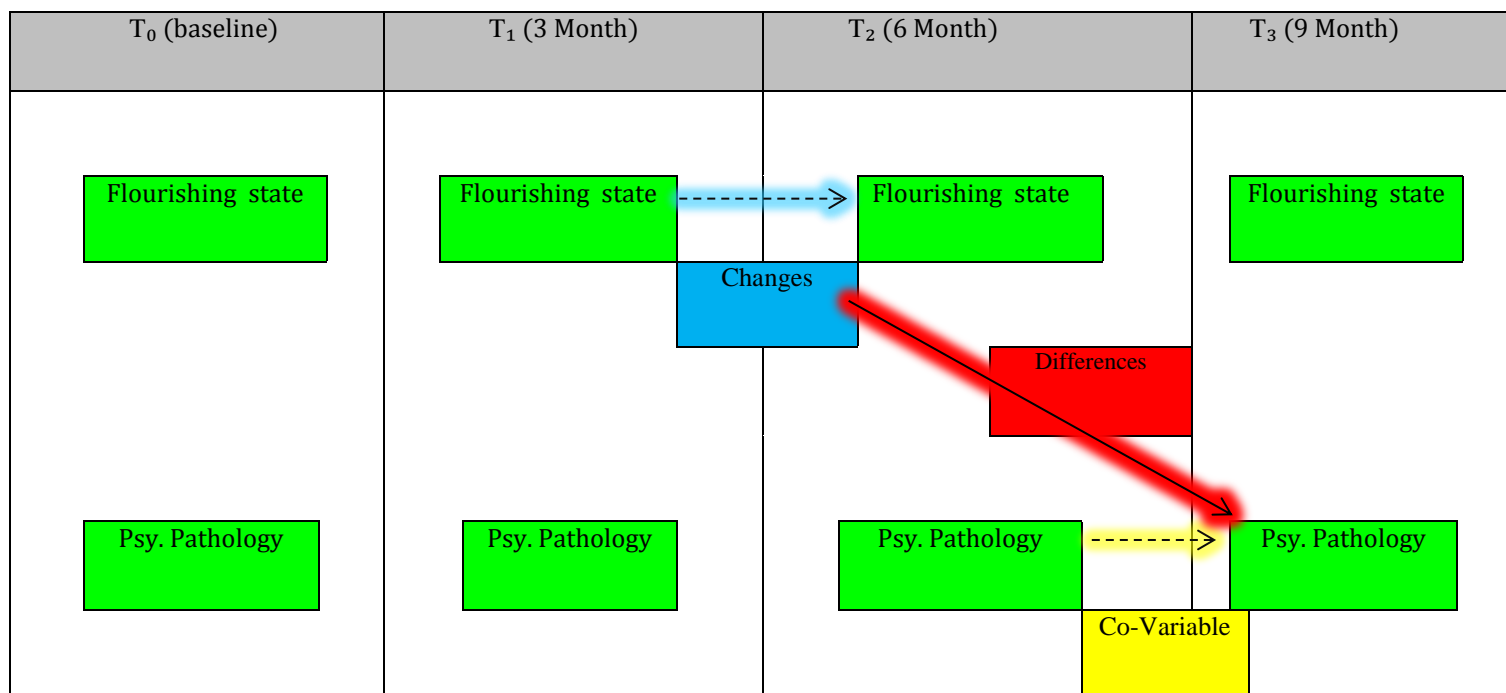 T₀ (baseline) T₁ (3 Month) T₂ (6 Month) T₃ (9 Month)
Flourishing state Flourishing state Flourishing state Flourishing state
Changes
Differences
Psy. Pathology Psy. Pathology Psy. Pathology Psy. Pathology
Co-Variable